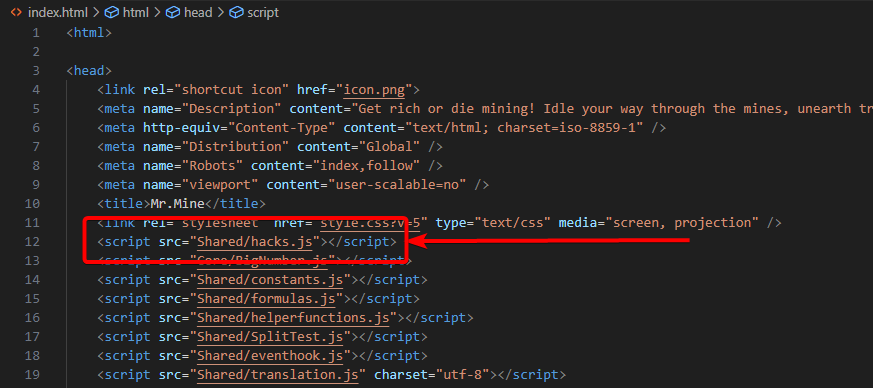 index.html > html > head > script
1 <html>
2
3 <head>
4 <link rel="shortcut icon" href="icon.png">
5 <meta name="Description" content="Get rich or die mining! Idle your way through the mines, unearth tr
6 <meta http-equiv="Content-Type" content="text/html; charset=iso-8859-1" />
7 <meta name="Distribution" content="Global" />
8 <meta name="Robots" content="index,follow" />
9 <meta name="viewport" content="user-scalable=no" />
10 <title>Mr.Mine</title>
11 <link rel="stylesheet" href="style.css?v=5" type="text/css" media="screen, projection" />
12 <script src="Shared/hacks.js"></script>
13 <script src="Core/BigNumber.js"></script>
14 <script src="Shared/constants.js"></script>
15 <script src="Shared/formulas.js"></script>
16 <script src="Shared/helperfunctions.js"></script>
17 <script src="Shared/SplitTest.js"></script>
18 <script src="Shared/eventhook.js"></script>
19 <script src="Shared/translation.js" charset="utf-8"></script>